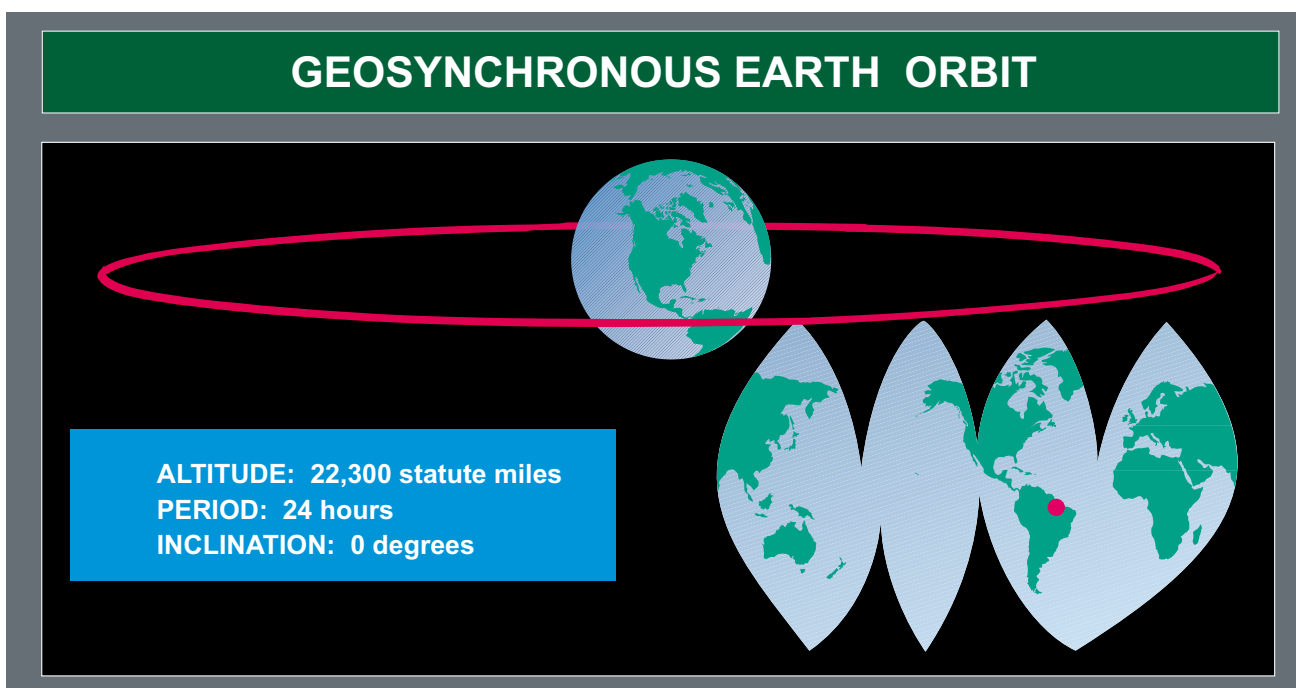 GEOSYNCHRONOUS EARTH ORBIT
ALTITUDE: 22,300 statute miles
PERIOD: 24 hours
INCLINATION: 0 degrees